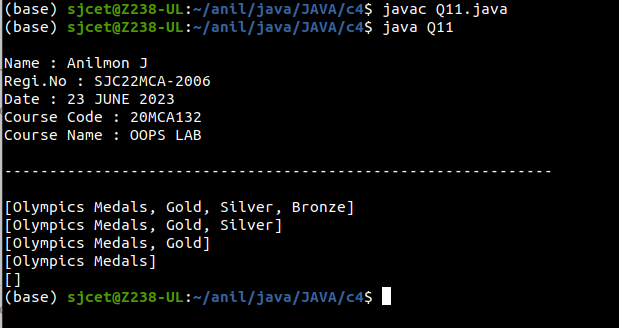 (base) sjcet@Z238-UL:~/anil/java/JAVA/c4$ javac Q11.java
(base) sjcet@Z238-UL:~/anil/java/JAVA/c4$ java Q11
Name : Anilmon J
Regi.No : SJC22MCA-2006
Date : 23 JUNE 2023
Course Code : 20MCA132
Course Name : OOPS LAB
-------------------------------------------------------------
[Olympics Medals, Gold, Silver, Bronze]
[Olympics Medals, Gold, Silver]
[Olympics Medals, Gold]
[Olympics Medals]
[]
(base) sjcet@Z238-UL:~/anil/java/JAVA/c4$